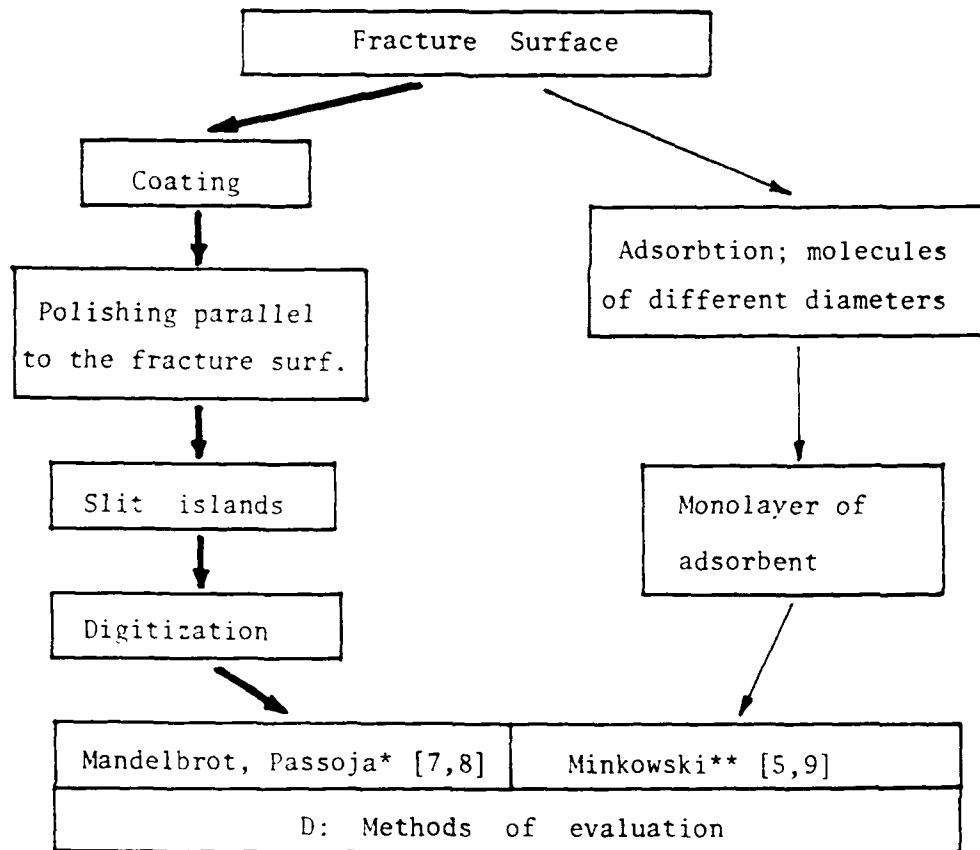 Fracture Surface
Coating
Polishing parallel
to the fracture surf.
Slit islands
Digitization
Adsorbtion; molecules
of different diameters
Monolayer of
adsorbent
Mandelbrot, Passoja* [7,8]
Minkowski** [5,9]
D: Methods of evaluation